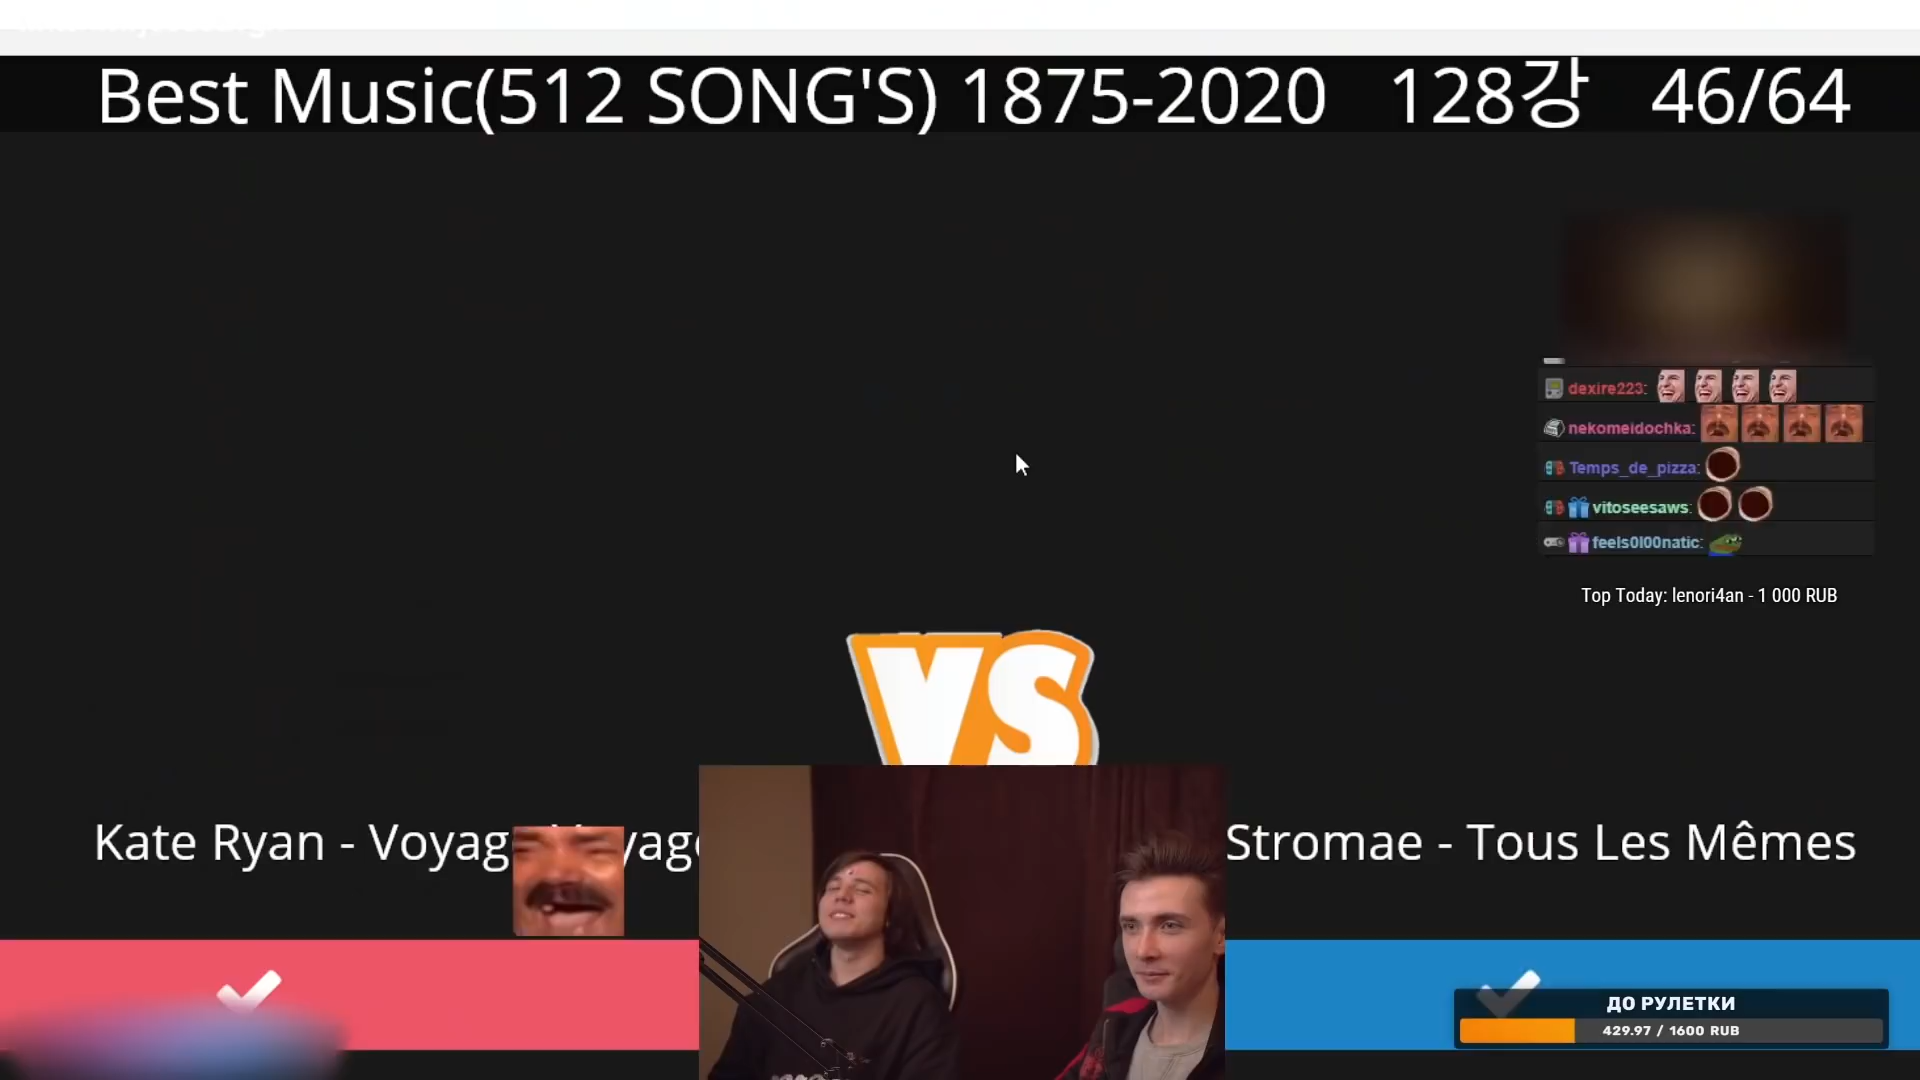 Best Music(512 SONG'S) 1875-2020 128강 46/64
dexire223:
nekomeidochka:
Temps_de_pizza:
vitoseesaws:
feels0l00natic:
Top Today: lenori4an - 1 000 RUB
VS
Kate Ryan - Voyag yage
Stromae - Tous Les Mêmes
ДО РУЛЕТКИ
429.97 / 1600 RUB